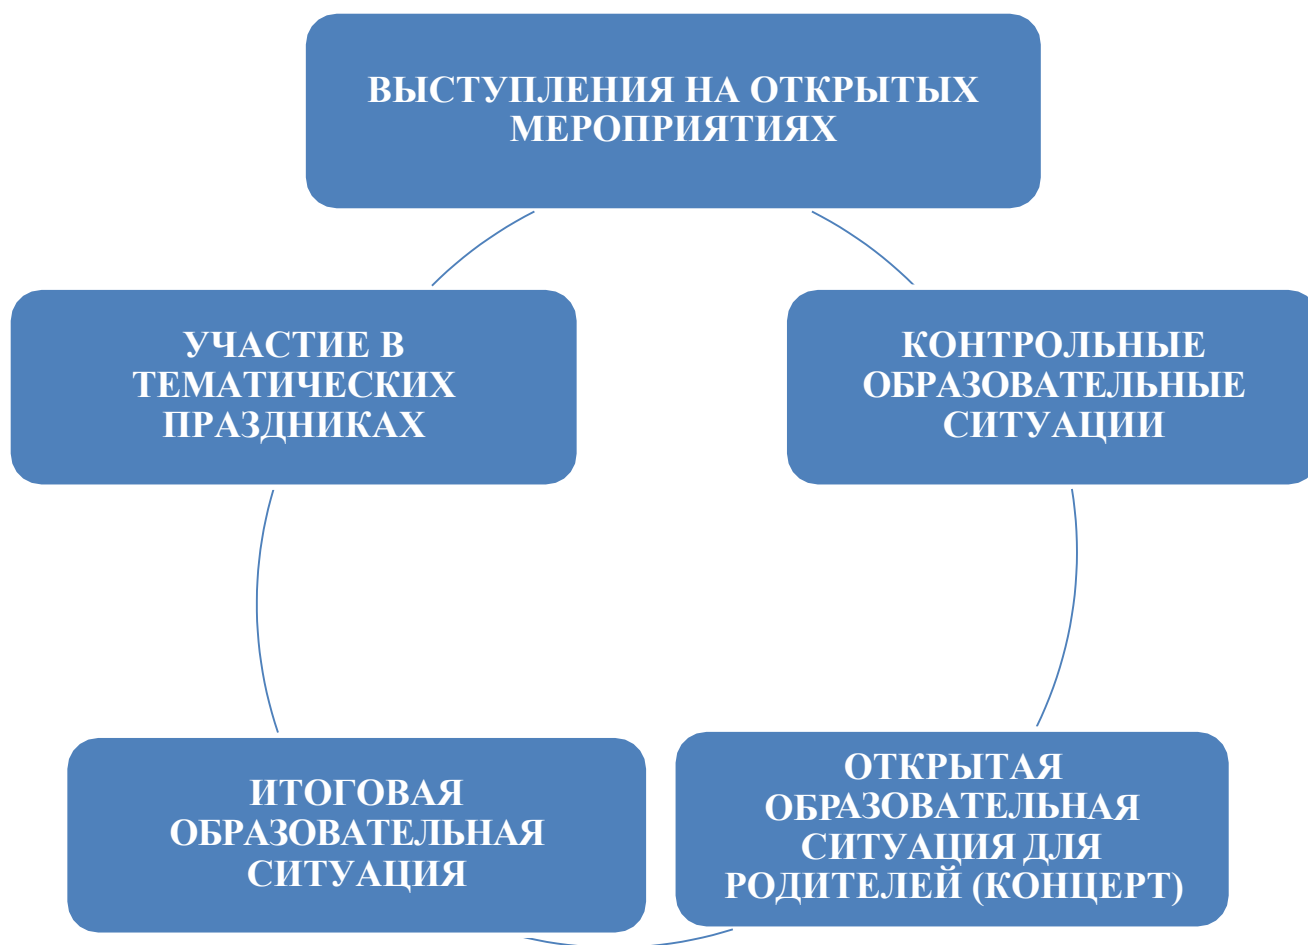 ВЫСТУПЛЕНИЯ НА ОТКРЫТЫХ
МЕРОПРИЯТИЯХ
УЧАСТИЕ В
ТЕМАТИЧЕСКИХ
ПРАЗДНИКАХ
КОНТРОЛЬНЫЕ
ОБРАЗОВАТЕЛЬНЫЕ
СИТУАЦИИ
ИТОГОВАЯ
ОБРАЗОВАТЕЛЬНАЯ
СИТУАЦИЯ
ОТКРЫТАЯ
ОБРАЗОВАТЕЛЬНАЯ
СИТУАЦИЯ ДЛЯ
РОДИТЕЛЕЙ (КОНЦЕРТ)